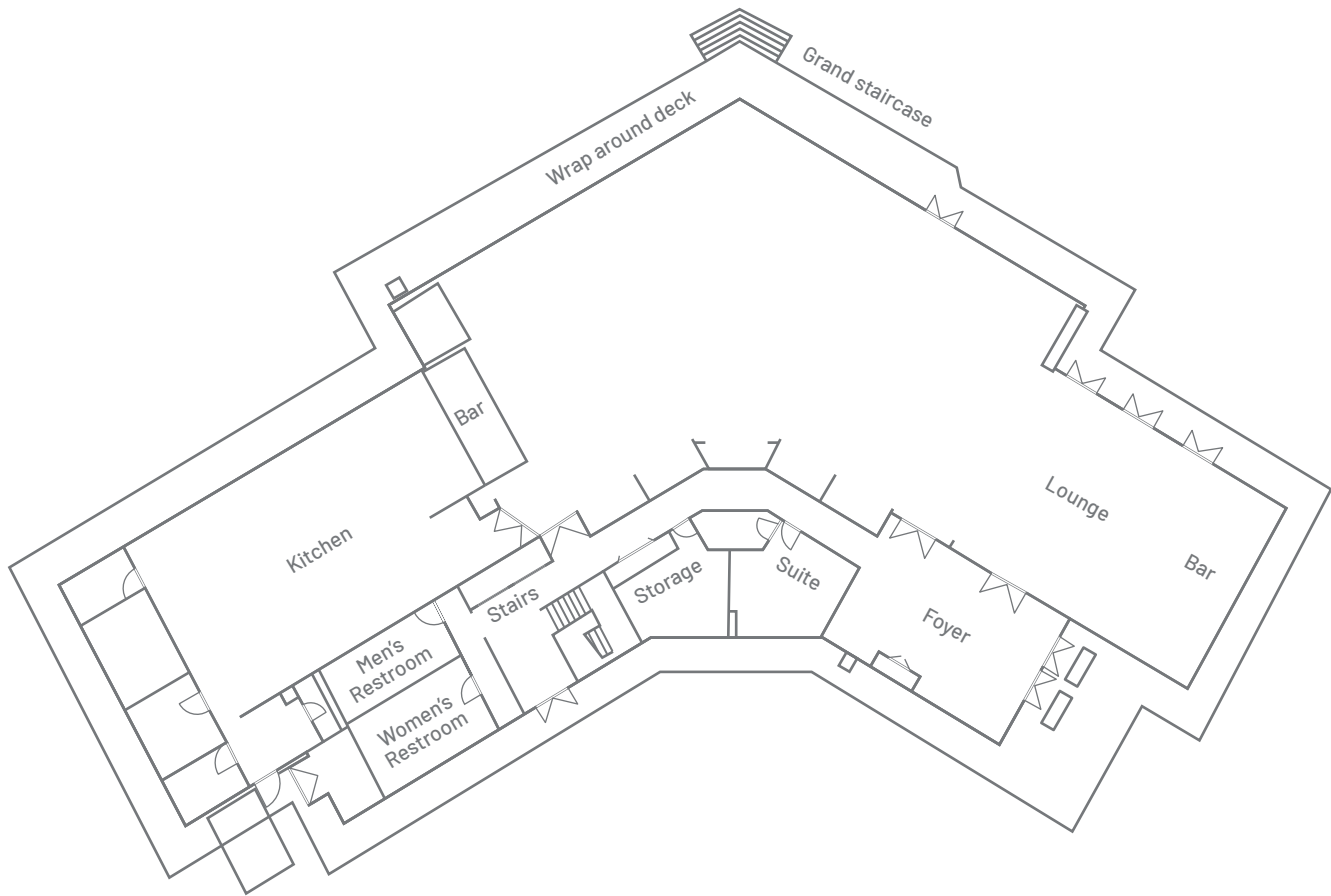 Grand staircase
Wrap around deck
Bar
Lounge
Kitchen
Bar
Stairs
Storage
Suite
Foyer
Men's
Restroom
Women's
Restroom